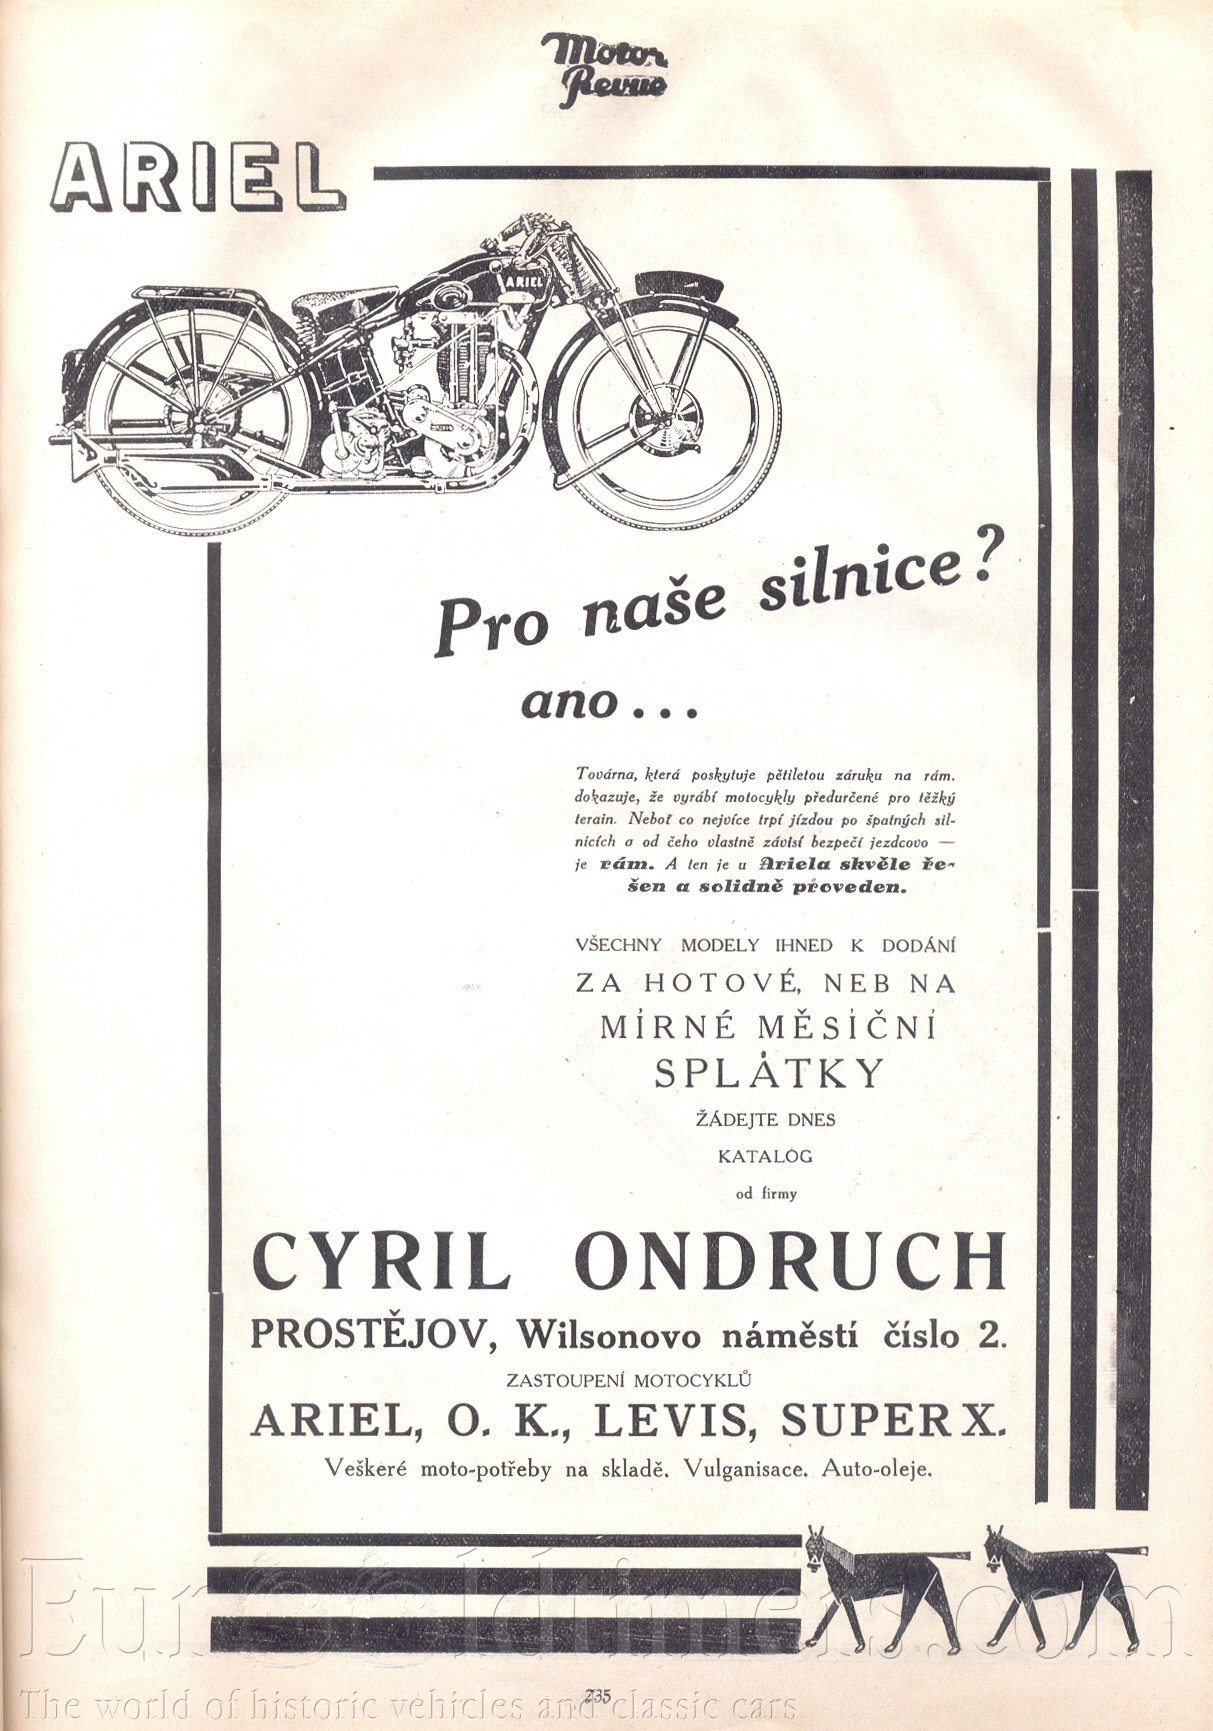 Motor
Revue
ARIEL
ARIEL
Pro naše silnice?
ano...
Továrna, která poskytuje pětiletou záruku na rám.
dokazuje, že vyrábí motocykly předurčené pro těžký
terain. Neboť co nejvíce trpí jízdou po špatných sil-
nicích a od čeho vlastně závisí bezpečí jezdcovo —
je rám. A ten je u Ariela skvěle ře-
šen a solidně proveden.
VŠECHNY MODELY IHNED K DODÁNÍ
ZA HOTOVÉ, NEB NA
MÍRNÉ MĚSÍČNÍ
SPLÁTKY
ŽÁDEJTE DNES
KATALOG
od firmy
CYRIL ONDRUCH
PROSTĚJOV, Wilsonovo náměstí číslo 2.
ZASTOUPENÍ MOTOCYKLŮ
ARIEL, O. K., LEVIS, SUPER X.
Veškeré moto-potřeby na skladě. Vulganisace. Auto-oleje.
Eurooldtimers.com
The world of historic vehicles and classic cars
235